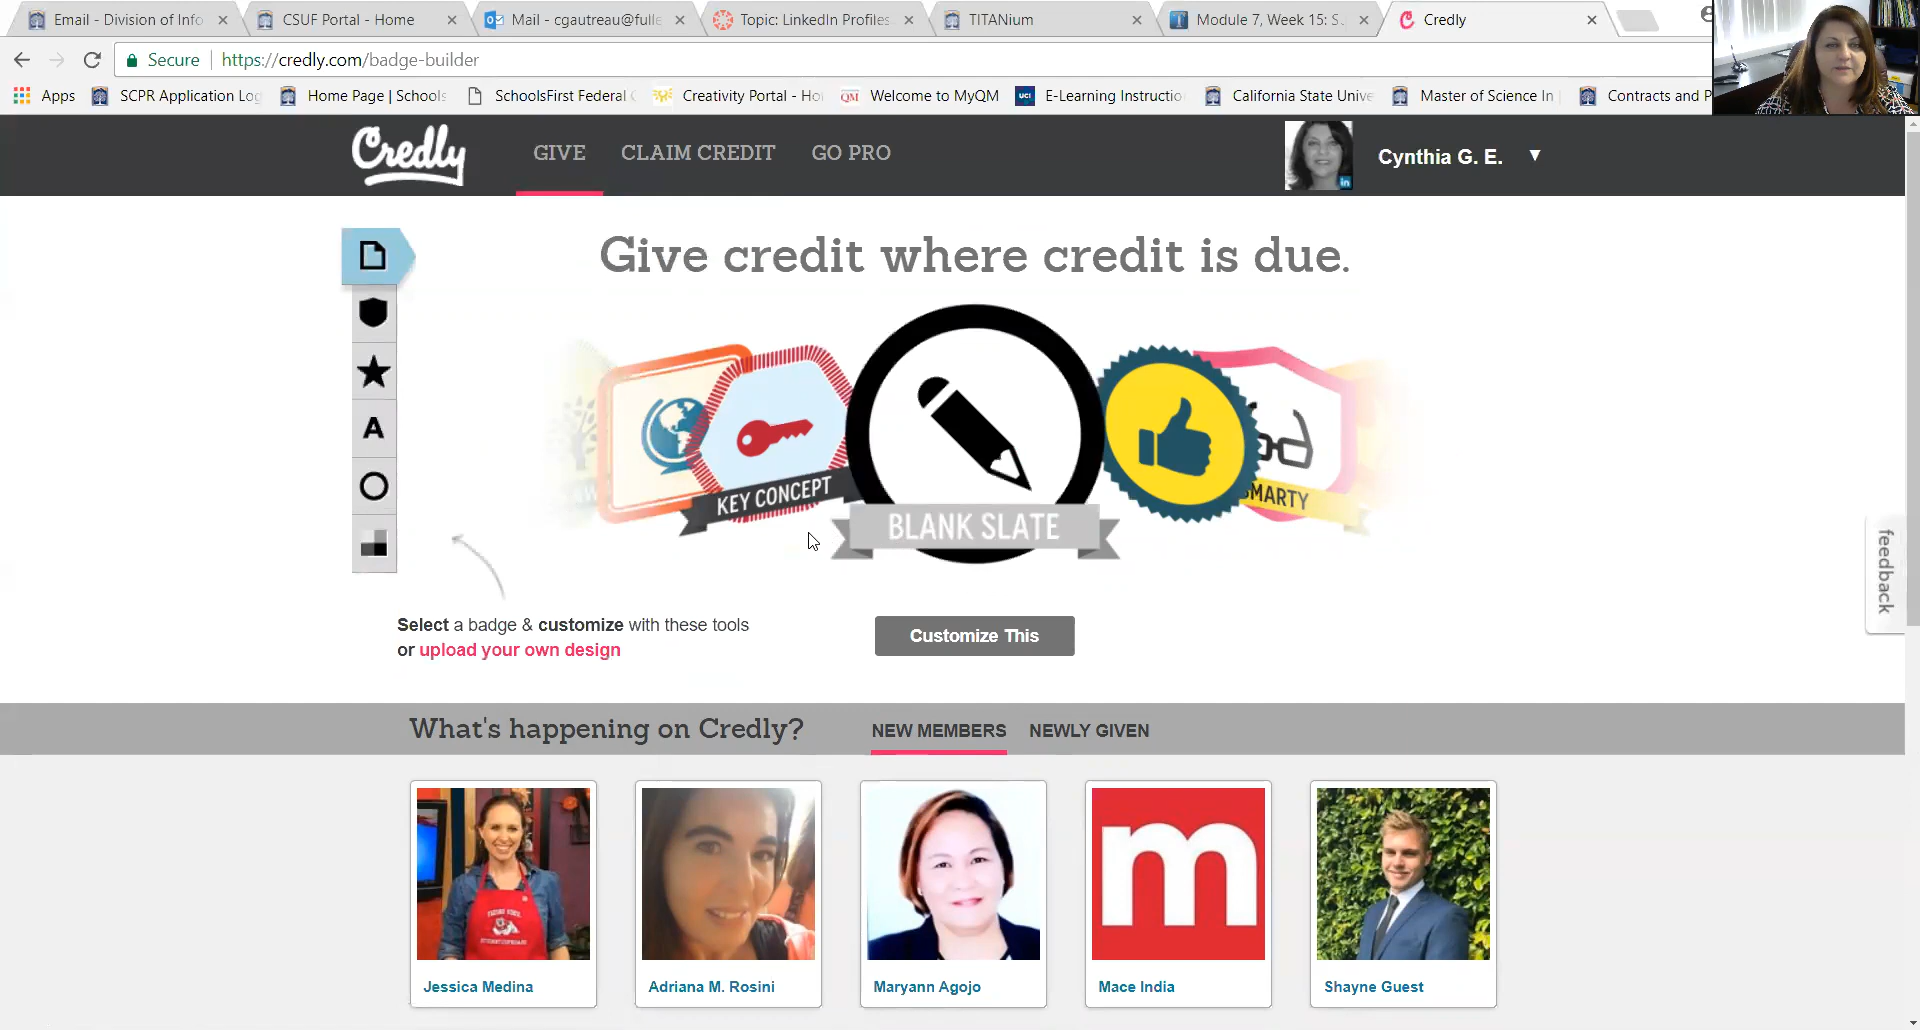 Email - Division of Info
CSUF Portal - Home
Mail - cgautreau@fulle
Topic: LinkedIn Profiles
TITANium
Module 7, Week 15: S
Credly
Secure
https://credly.com/badge-builder
Apps
SCPR Application Log
Home Page | Schools
SchoolsFirst Federal
Creativity Portal - Ho
QM
Welcome to MyQM
UCI
E-Learning Instructio
California State Unive
Master of Science In
Contracts and P
Credly
GIVE
CLAIM CREDIT
GO PRO
in
Cynthia G. E.
Give credit where credit is due.
A
KEY CONCEPT
BLANK SLATE
SMARTY
feedback
Select a badge & customize with these tools
or upload your own design
Customize This
What's happening on Credly?
NEW MEMBERS
NEWLY GIVEN
m
Jessica Medina
Adriana M. Rosini
Maryann Agojo
Mace India
Shayne Guest